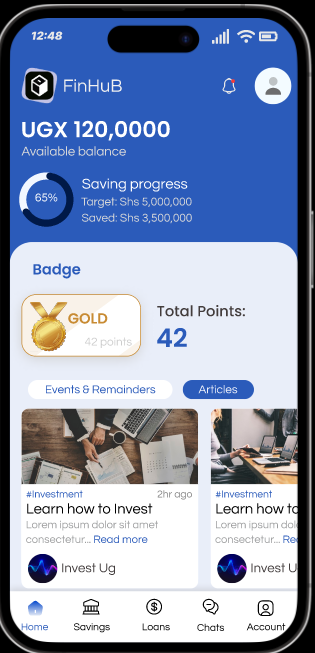 12:48
FinHuB
UGX 120,0000
Available balance
65%
Saving progress
Target: Shs 5,000,000
Saved: Shs 3,500,000
Badge
GOLD
42 points
Total Points:
42
Events & Remainders
Articles
#Investment
2hr ago
Learn how to Invest
Lorem ipsum dolor sit amet
consectetur... Read more
Invest Ug
#Investment
Learn how to
Lorem ipsum dolor
consectetur... Re
Invest U
Home
Savings
Loans
Chats
Account